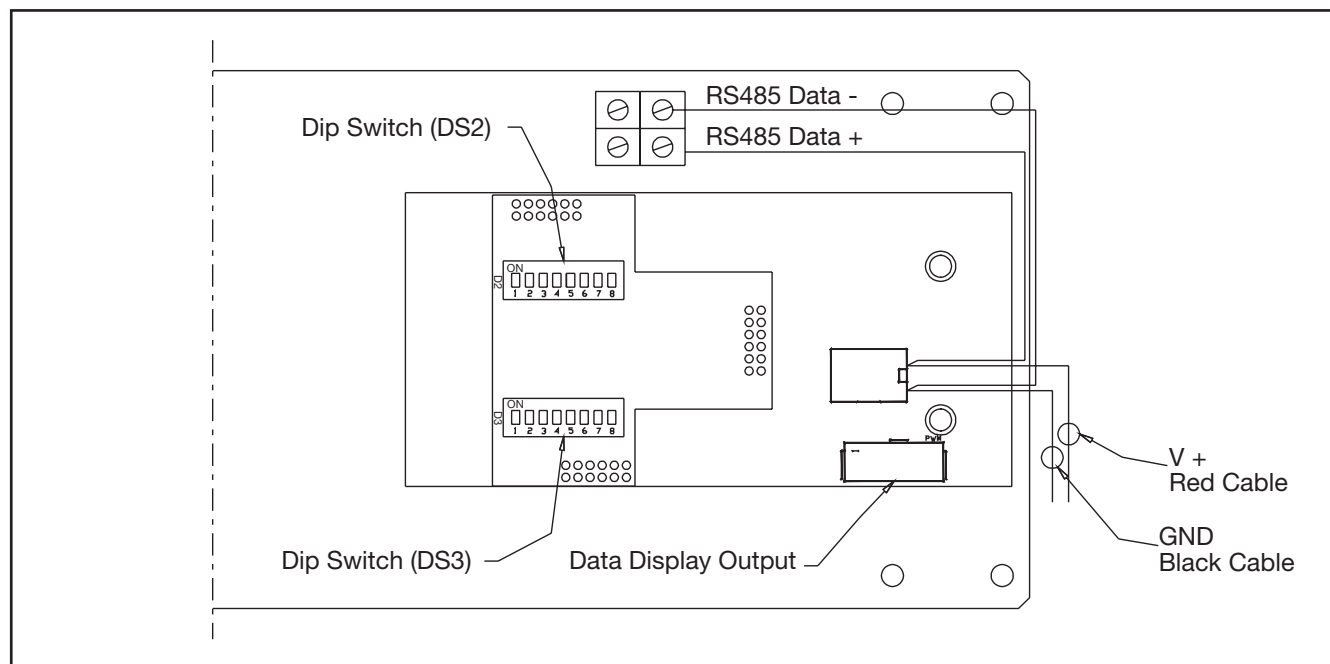 RS485 Data -
Dip Switch (DS2)
RS485 Data +
ON
D2
1 2 3 4 5 6 7 8
ON
D3
1 2 3 4 5 6 7 8
PWM
1
V +
Red Cable
Dip Switch (DS3)
Data Display Output
GND
Black Cable